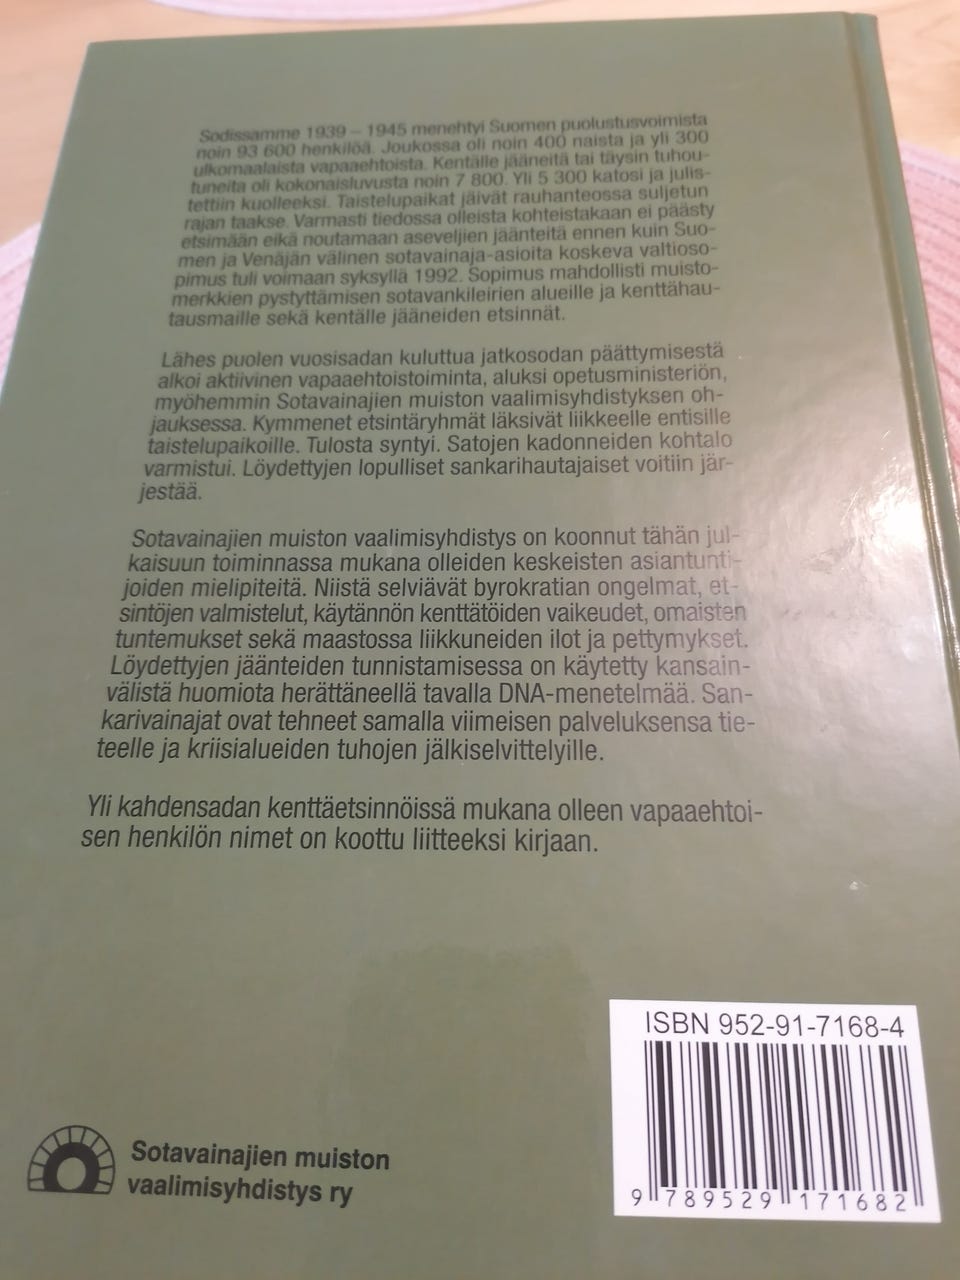 Sodissamme 1939 – 1945 menehtyi Suomen puolustusvoimista
noin 93 600 henkilöä. Joukossa oli noin 400 naista ja yli 300
ulkomaalaista vapaaehtoista. Kentälle jääneitä tai täysin tuhou-
tuneita oli kokonaisluvusta noin 7 800. Yli 5 300 katosi ja julis-
tettiin kuolleeksi. Taistelupaikat jäivät rauhanteossa suljetun
rajan taakse. Varmasti tiedossa olleista kohteistakaan ei päästy
etsimään eikä noutamaan aseveljien jäänteitä ennen kuin Suo-
men ja Venäjän välinen sotavainaja-asioita koskeva valtioso-
pimus tuli voimaan syksyllä 1992. Sopimus mahdollisti muisto-
merkkien pystyttämisen sotavankileirien alueille ja kenttähau-
tausmaille sekä kentälle jääneiden etsinnät.
Lähes puolen vuosisadan kuluttua jatkosodan päättymisestä
alkoi aktiivinen vapaaehtoistoiminta, aluksi opetusministeriön,
myöhemmin Sotavainajien muiston vaalimisyhdistyksen oh-
jauksessa. Kymmenet etsintäryhmät läksivät liikkeelle entisille
taistelupaikoille. Tulosta syntyi. Satojen kadonneiden kohtalo
varmistui. Löydettyjen lopulliset sankarihautajaiset voitiin jär-
jestää.
Sotavainajien muiston vaalimisyhdistys on koonnut tähän jul-
kaisuun toiminnassa mukana olleiden keskeisten asiantunti-
joiden mielipiteitä. Niistä selviävät byrokratian ongelmat, et-
sintöjen valmistelut, käytännön kenttätöiden vaikeudet, omaisten
tuntemukset sekä maastossa liikkuneiden ilot ja pettymykset.
Löydettyjen jäänteiden tunnistamisessa on käytetty kansain-
välistä huomiota herättäneellä tavalla DNA-menetelmää. San-
karivainajat ovat tehneet samalla viimeisen palveluksensa tie-
teelle ja kriisialueiden tuhojen jälkiselvittelyille.
Yli kahdensadan kenttäetsinnöissä mukana olleen vapaaehtoi-
sen henkilön nimet on koottu liitteeksi kirjaan.
ISBN 952-91-7168-4
9 789529 171682
Sotavainajien muiston
vaalimisyhdistys ry